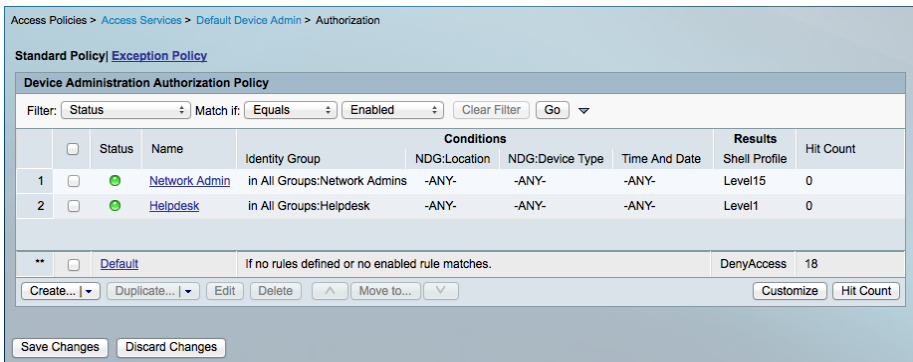 Access Policies > Access Services > Default Device Admin > Authorization
Standard Policy| Exception Policy
Device Administration Authorization Policy
Filter: Status Match if: Equals Enabled Clear Filter Go
Conditions Results
Status Name Hit Count
Identity Group NDG:Location NDG:Device Type Time And Date Shell Profile
1 Network Admin in All Groups:Network Admins -ANY- -ANY- -ANY- Level15 0
2 Helpdesk in All Groups:Helpdesk -ANY- -ANY- -ANY- Level1 0
** Default If no rules defined or no enabled rule matches. DenyAccess 18
Create... | Duplicate... | Edit Delete Move to... Customize Hit Count
Save Changes Discard Changes